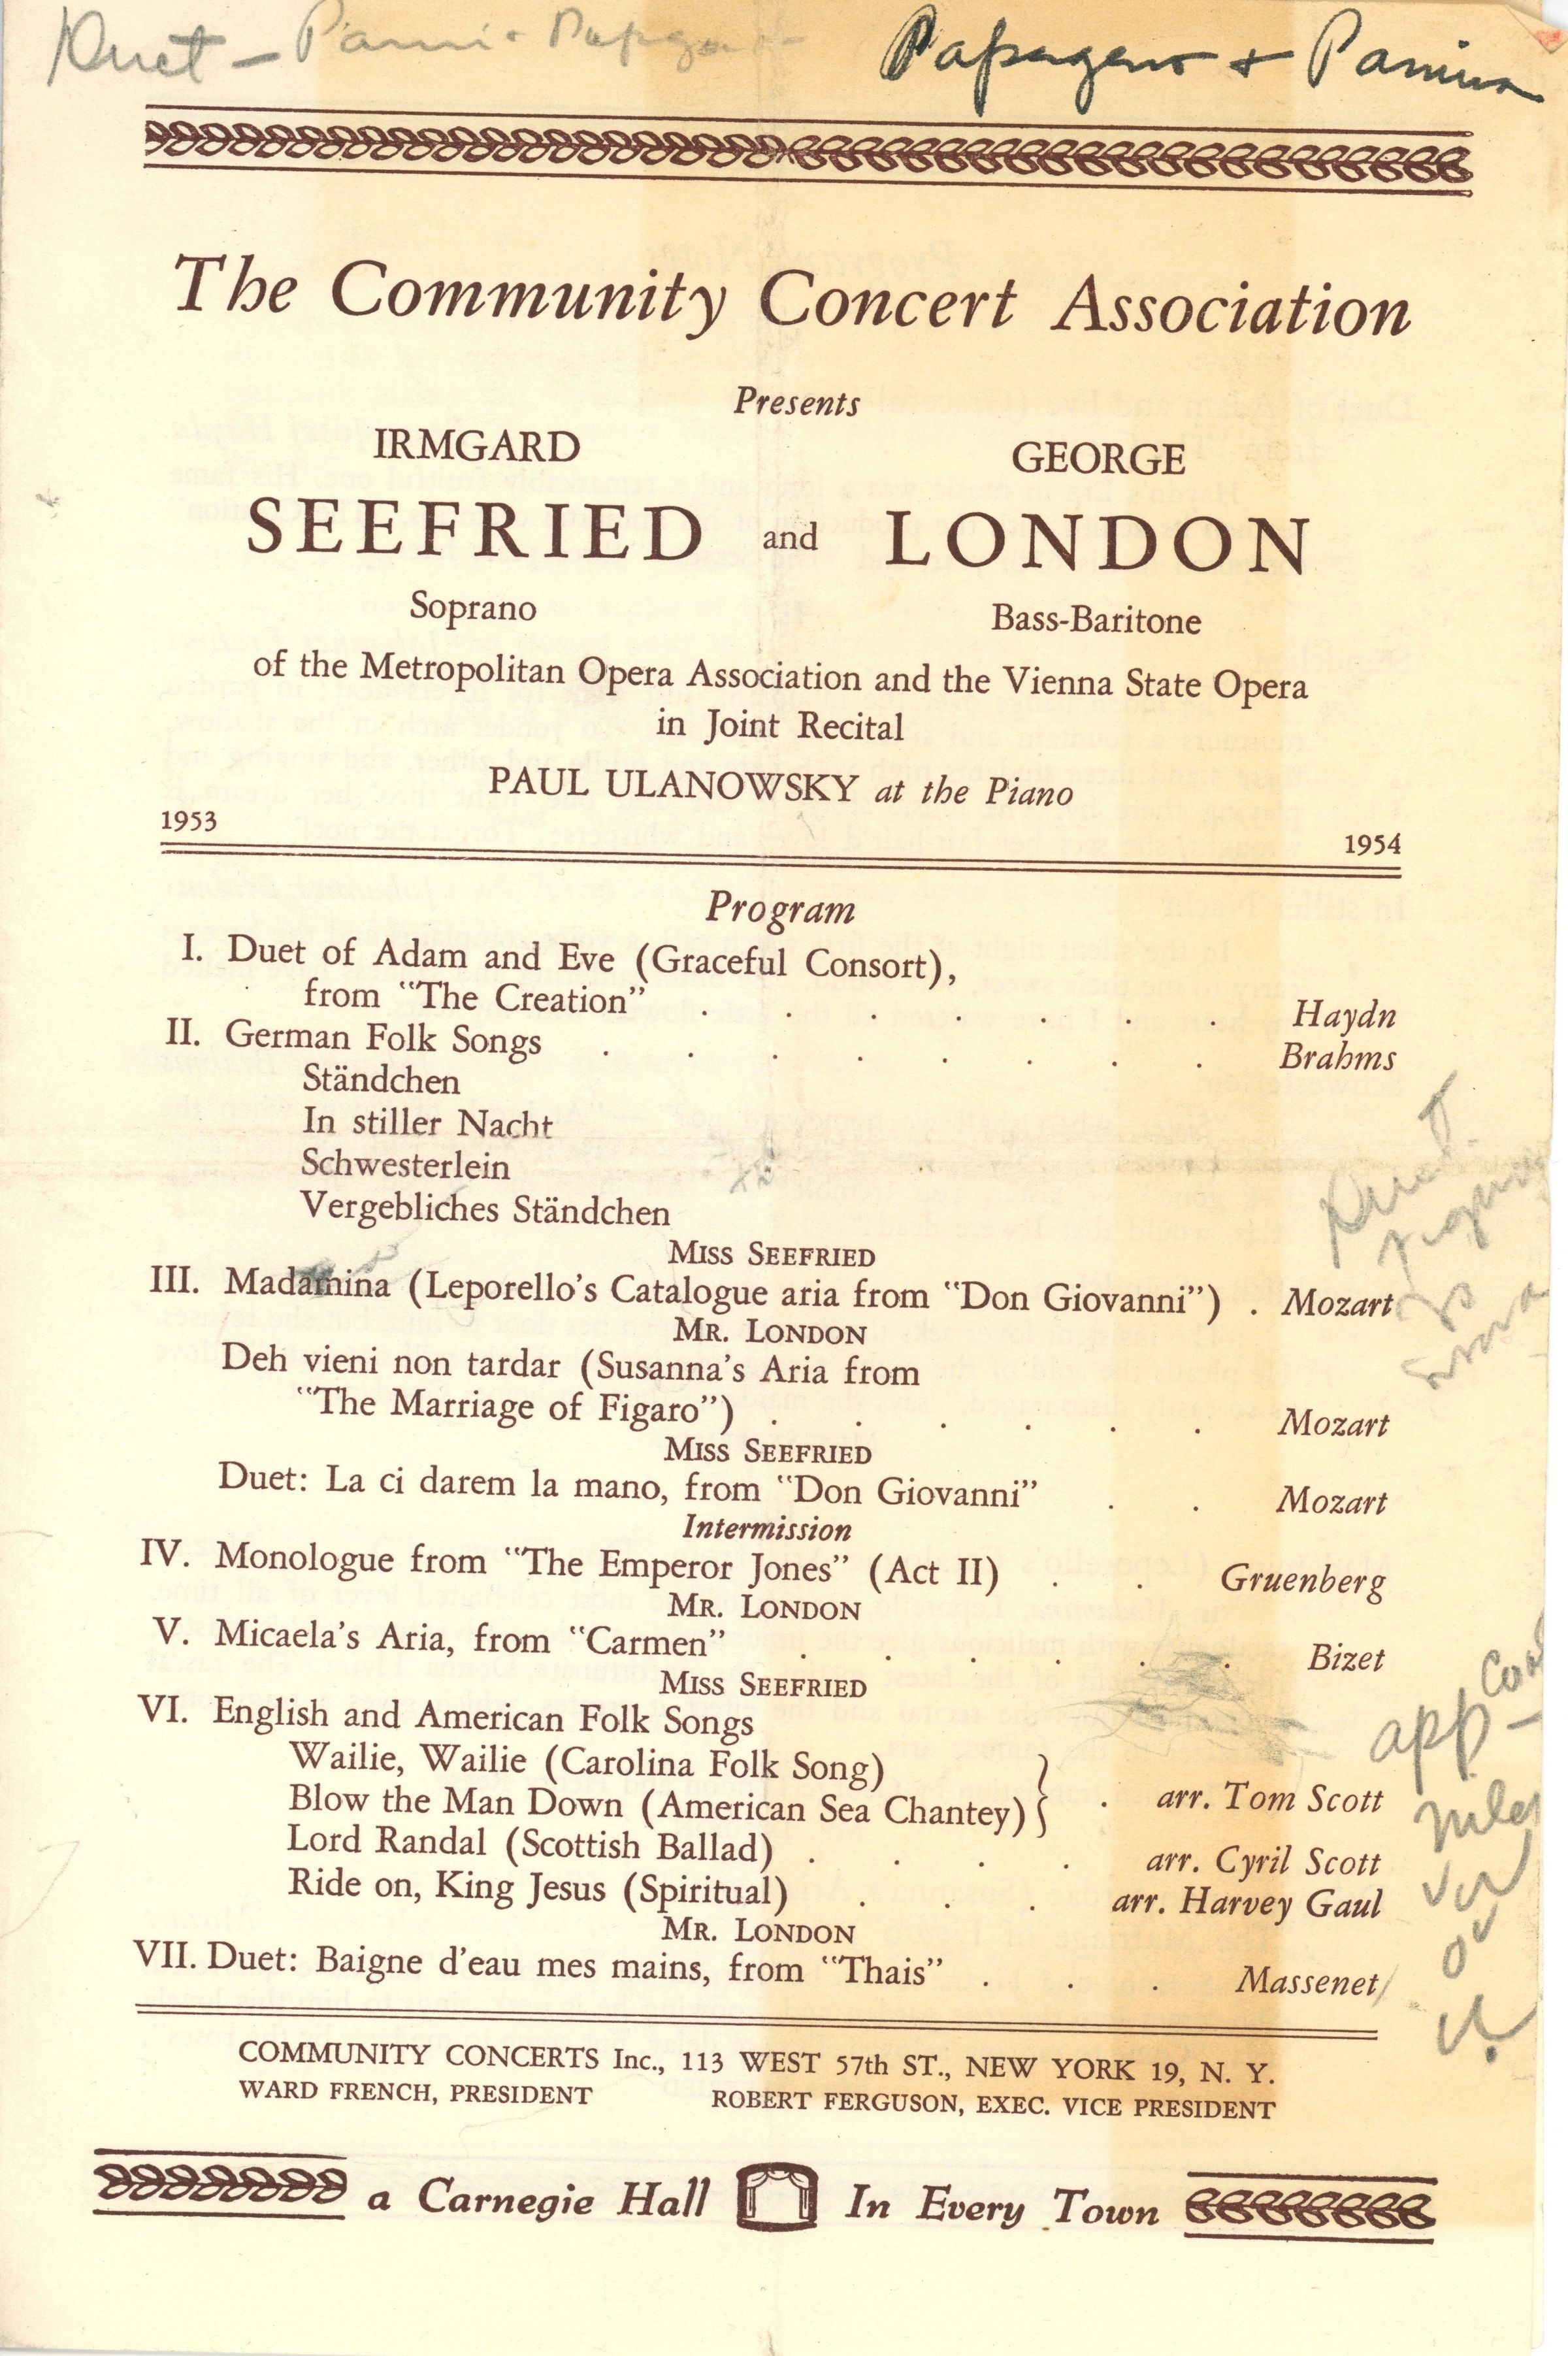 Duet — Pami + Papageno —
Papageno + Pamina
The Community Concert Association
Presents
IRMGARD GEORGE
SEEFRIED and LONDON
Soprano Bass-Baritone
of the Metropolitan Opera Association and the Vienna State Opera
in Joint Recital
PAUL ULANOWSKY at the Piano
1953 1954
Program
I. Duet of Adam and Eve (Graceful Consort),
from "The Creation" . . . . . . . Haydn
II. German Folk Songs . . . . . . . . Brahms
Ständchen
In stiller Nacht
Schwesterlein
Vergebliches Ständchen
MISS SEEFRIED
III. Madamina (Leporello's Catalogue aria from "Don Giovanni") . Mozart
MR. LONDON
Deh vieni non tardar (Susanna's Aria from
"The Marriage of Figaro") . . . . . . Mozart
MISS SEEFRIED
Duet: La ci darem la mano, from "Don Giovanni" . . Mozart
Intermission
IV. Monologue from "The Emperor Jones" (Act II) . . Gruenberg
MR. LONDON
V. Micaela's Aria, from "Carmen" . . . . . . Bizet
MISS SEEFRIED
VI. English and American Folk Songs
Wailie, Wailie (Carolina Folk Song)
Blow the Man Down (American Sea Chantey) . arr. Tom Scott
Lord Randal (Scottish Ballad) . . . . arr. Cyril Scott
Ride on, King Jesus (Spiritual) . . . arr. Harvey Gaul
MR. LONDON
VII. Duet: Baigne d'eau mes mains, from "Thais" . . . Massenet
COMMUNITY CONCERTS Inc., 113 WEST 57th ST., NEW YORK 19, N. Y.
WARD FRENCH, PRESIDENT ROBERT FERGUSON, EXEC. VICE PRESIDENT
a Carnegie Hall In Every Town
Duet
app